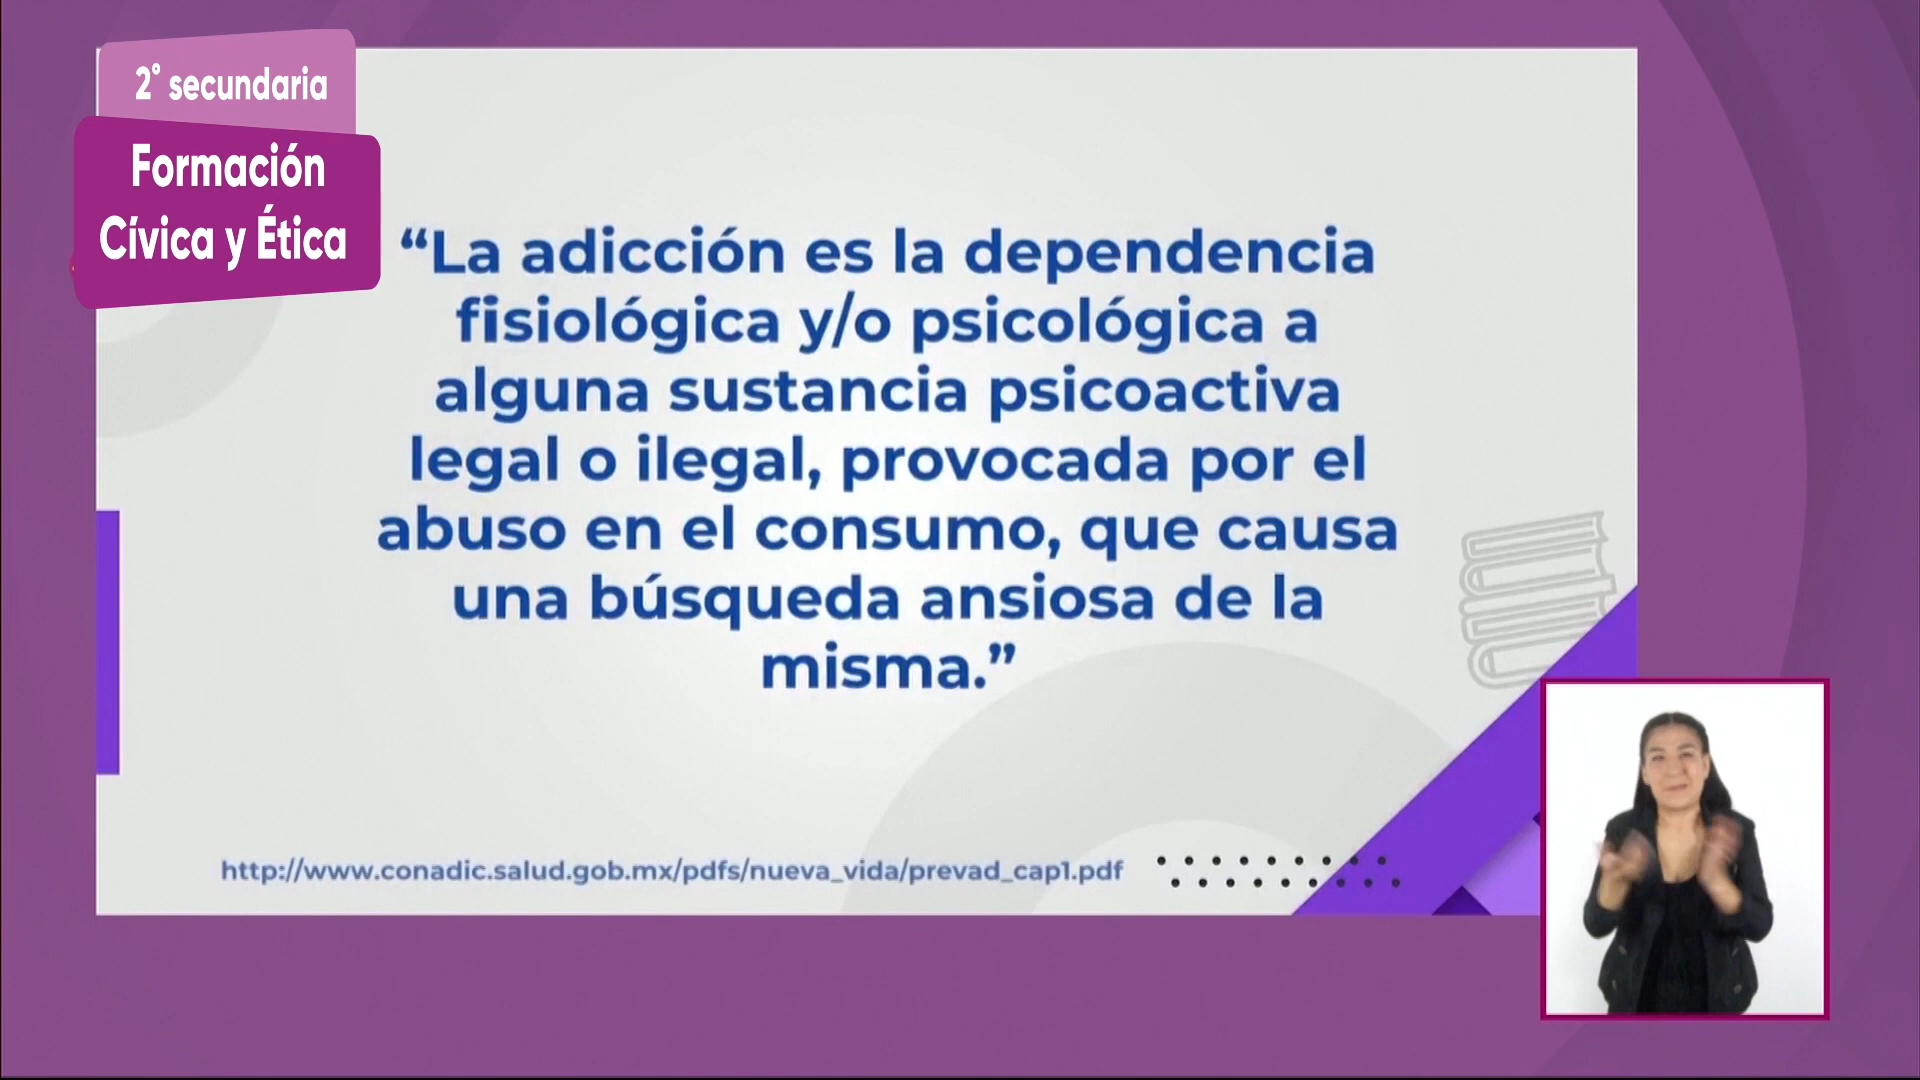 2° secundaria
Formación
Cívica y Ética
“La adicción es la dependencia
fisiológica y/o psicológica a
alguna sustancia psicoactiva
legal o ilegal, provocada por el
abuso en el consumo, que causa
una búsqueda ansiosa de la
misma.”
http://www.conadic.salud.gob.mx/pdfs/nueva_vida/prevad_cap1.pdf